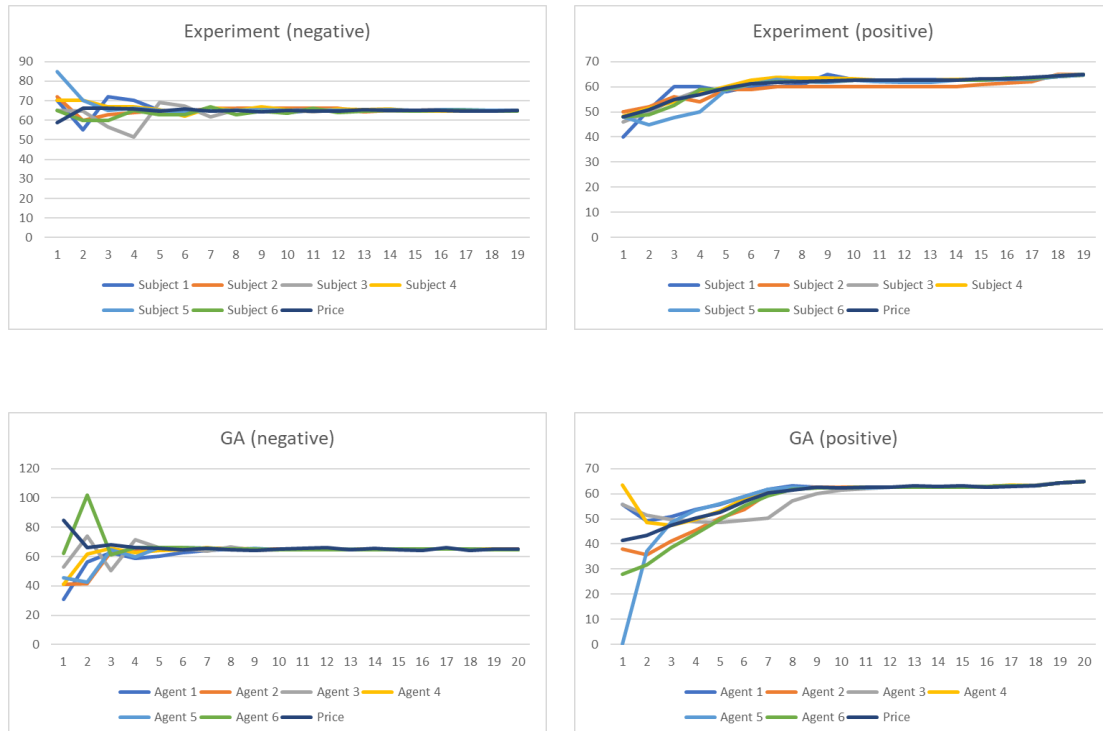 Experiment (negative)
90
80
70
60
50
40
30
20
10
0
1 2 3 4 5 6 7 8 9 10 11 12 13 14 15 16 17 18 19
Subject 1 Subject 2 Subject 3 Subject 4
Subject 5 Subject 6 Price
Experiment (positive)
70
60
50
40
30
20
10
0
1 2 3 4 5 6 7 8 9 10 11 12 13 14 15 16 17 18 19
Subject 1 Subject 2 Subject 3 Subject 4
Subject 5 Subject 6 Price
GA (negative)
120
100
80
60
40
20
0
1 2 3 4 5 6 7 8 9 10 11 12 13 14 15 16 17 18 19 20
Agent 1 Agent 2 Agent 3 Agent 4
Agent 5 Agent 6 Price
GA (positive)
70
60
50
40
30
20
10
0
1 2 3 4 5 6 7 8 9 10 11 12 13 14 15 16 17 18 19 20
Agent 1 Agent 2 Agent 3 Agent 4
Agent 5 Agent 6 Price